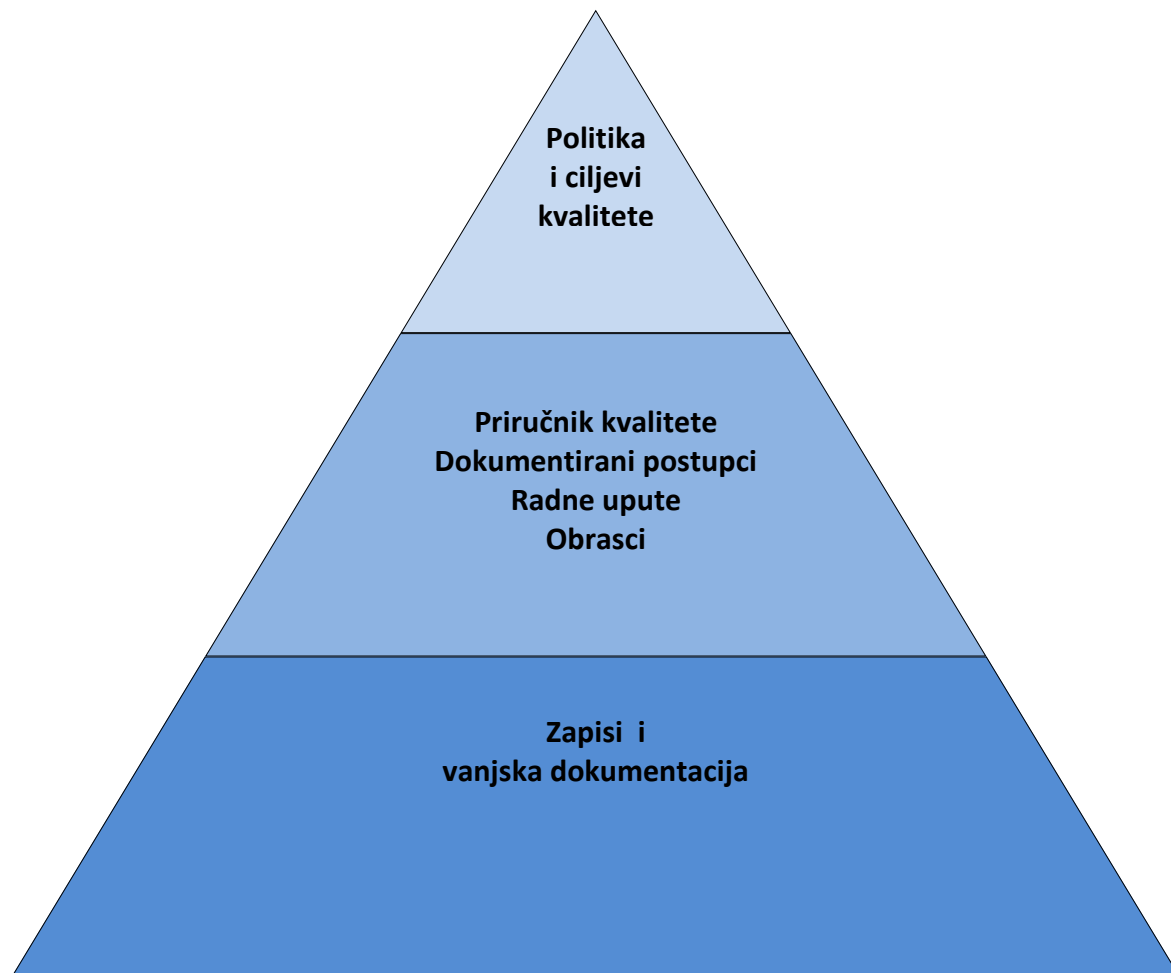 Politika
i ciljevi
kvalitete
Priručnik kvalitete
Dokumentirani postupci
Radne upute
Obrasci
Zapisi  i
vanjska dokumentacija